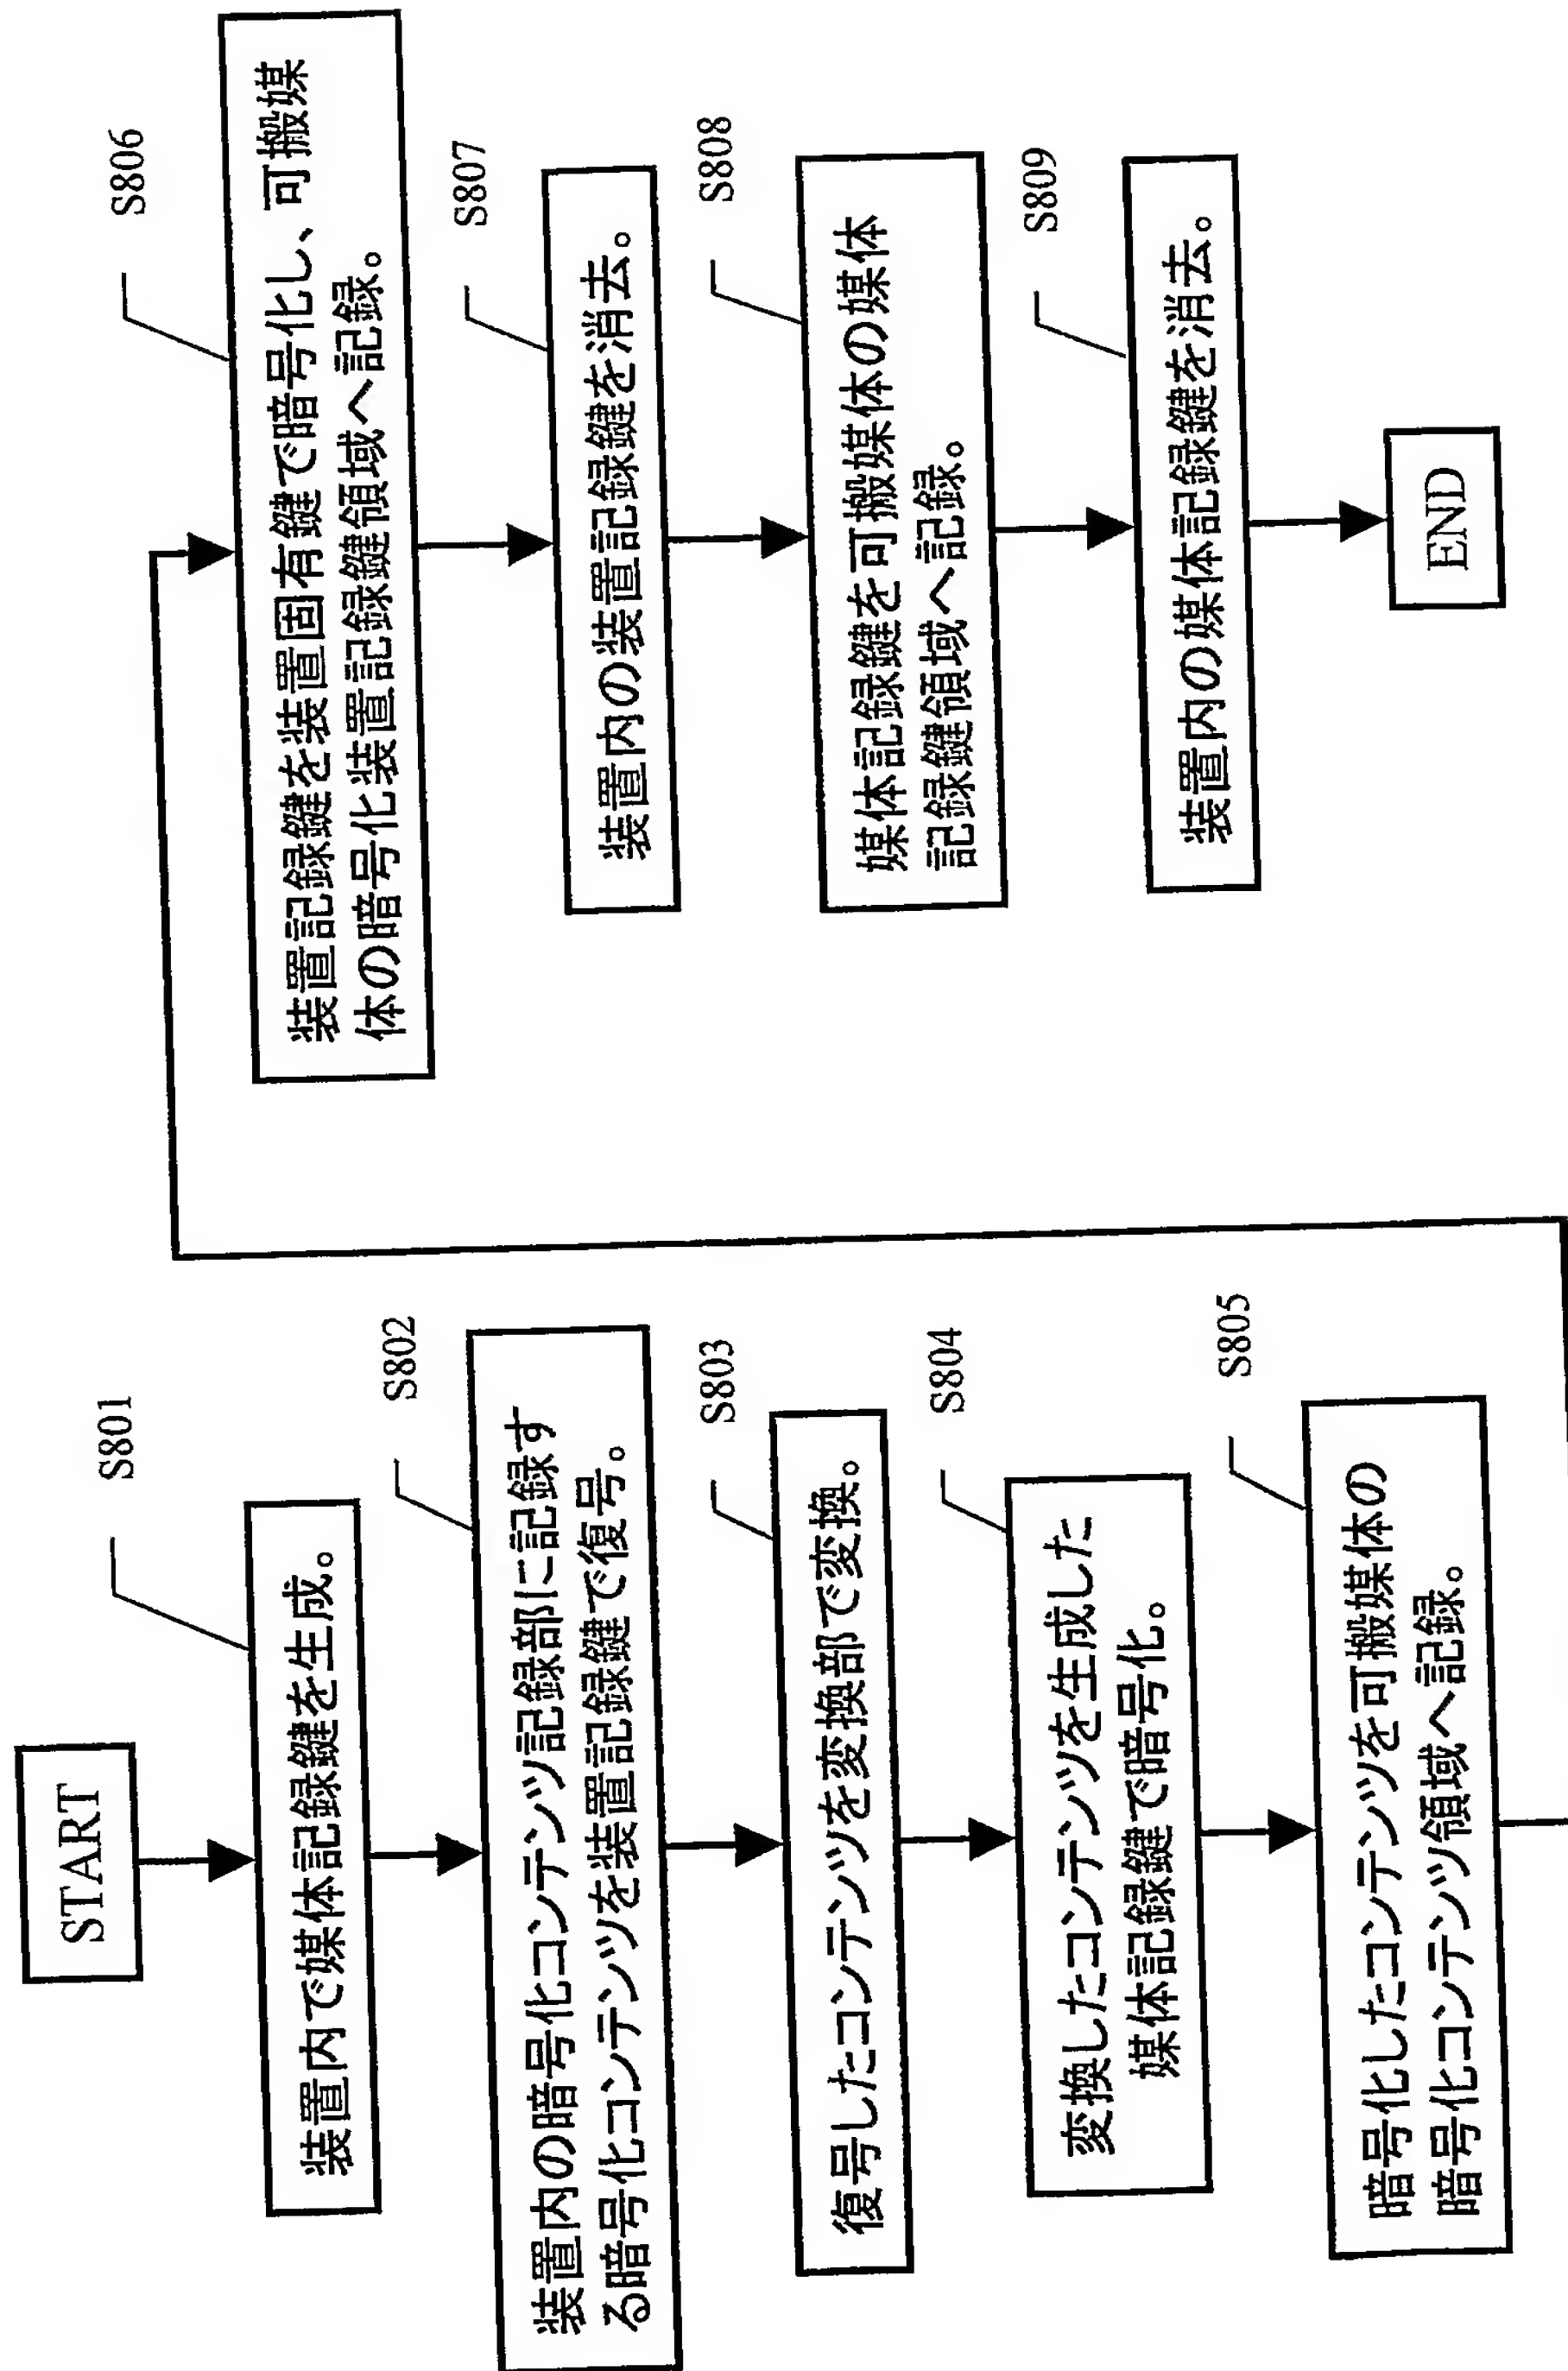 START
S801
装置内で媒体記録鍵を生成。
S802
装置内の暗号化コンテンツ記録部に記録す
る暗号化コンテンツを装置記録鍵で復号。
S803
復号したコンテンツを変換部で変換。
S804
変換したコンテンツを生成した
媒体記録鍵で暗号化。
S805
暗号化したコンテンツを可搬媒体の
暗号化コンテンツ領域へ記録。
S806
装置記録鍵を装置固有鍵で暗号化し、可搬媒
体の暗号化装置記録鍵領域へ記録。
S807
装置内の装置記録鍵を消去。
S808
媒体記録鍵を可搬媒体の媒体
記録鍵領域へ記録。
S809
装置内の媒体記録鍵を消去。
END